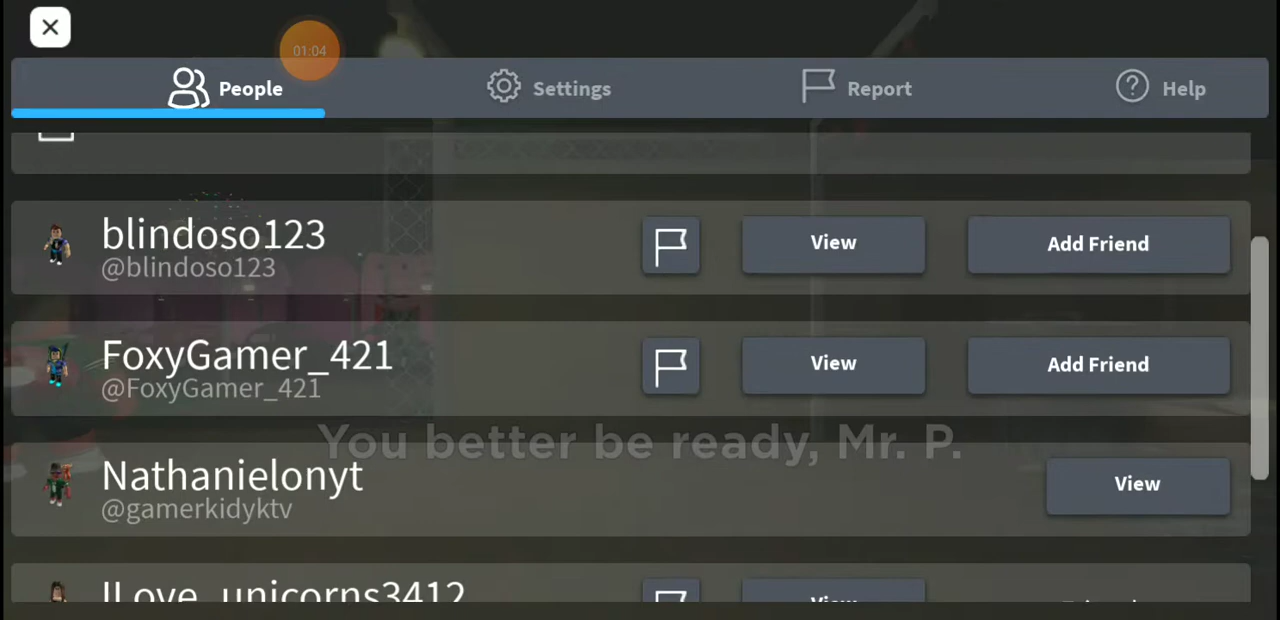 01:04
People
Settings
Report
Help
blindoso123
@blindoso123
View
Add Friend
FoxyGamer_421
@FoxyGamer_421
View
Add Friend
You better be ready, Mr. P.
Nathanielonyt
@gamerkidyktv
View
ILove_unicorns3412
View